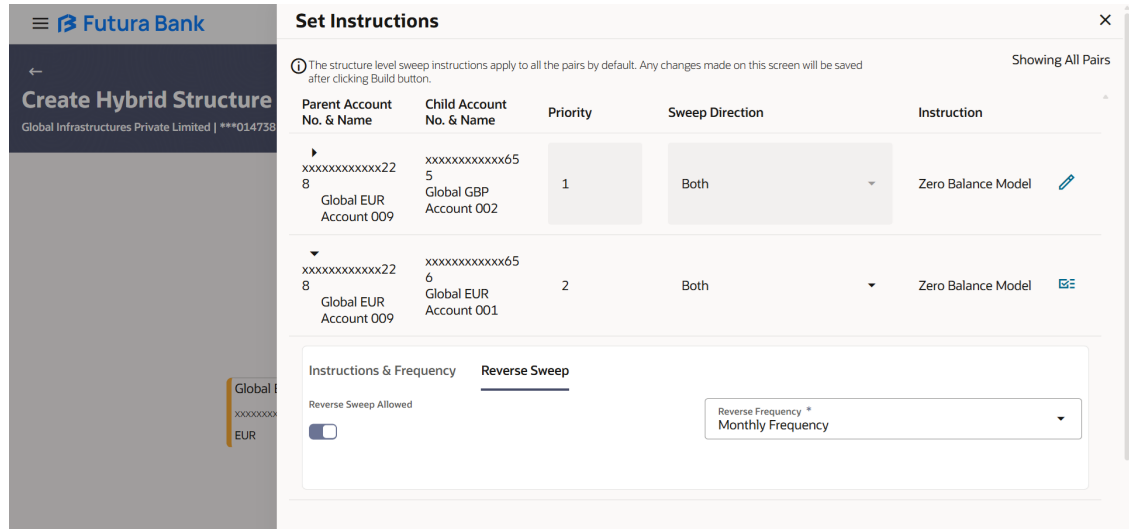 Futura Bank
Set Instructions
The structure level sweep instructions apply to all the pairs by default. Any changes made on this screen will be saved
after clicking Build button.
Showing All Pairs
Create Hybrid Structure
Global Infrastructures Private Limited | ***014738
Parent Account
No. & Name
Child Account
No. & Name
Priority
Sweep Direction
Instruction
xxxxxxxxxxxx22
8
Global EUR
Account 009
xxxxxxxxxxxx65
5
Global GBP
Account 002
1
Both
Zero Balance Model
xxxxxxxxxxxx22
8
Global EUR
Account 009
xxxxxxxxxxxx65
6
Global EUR
Account 001
2
Both
Zero Balance Model
Instructions & Frequency
Reverse Sweep
Reverse Sweep Allowed
Reverse Frequency *
Monthly Frequency
Global
xxxxxxxx
EUR